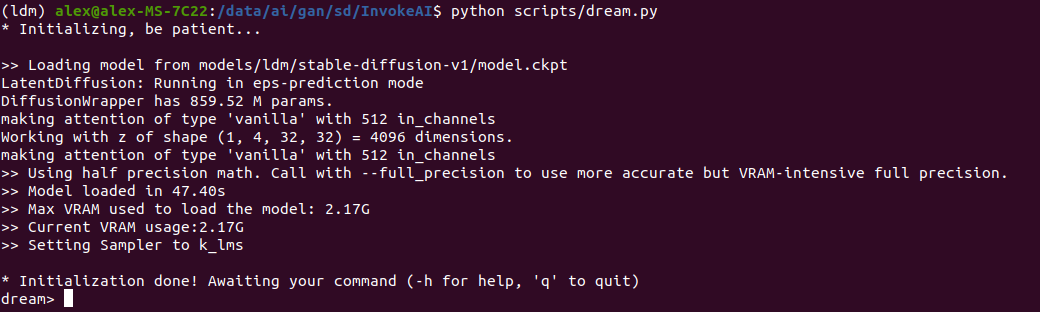 (ldm) alex@alex-MS-7C22:/data/ai/gan/sd/InvokeAI$ python scripts/dream.py
* Initializing, be patient...
>> Loading model from models/ldm/stable-diffusion-v1/model.ckpt
LatentDiffusion: Running in eps-prediction mode
DiffusionWrapper has 859.52 M params.
making attention of type 'vanilla' with 512 in_channels
Working with z of shape (1, 4, 32, 32) = 4096 dimensions.
making attention of type 'vanilla' with 512 in_channels
>> Using half precision math. Call with --full_precision to use more accurate but VRAM-intensive full precision.
>> Model loaded in 47.40s
>> Max VRAM used to load the model: 2.17G
>> Current VRAM usage:2.17G
>> Setting Sampler to k_lms
* Initialization done! Awaiting your command (-h for help, 'q' to quit)
dream>